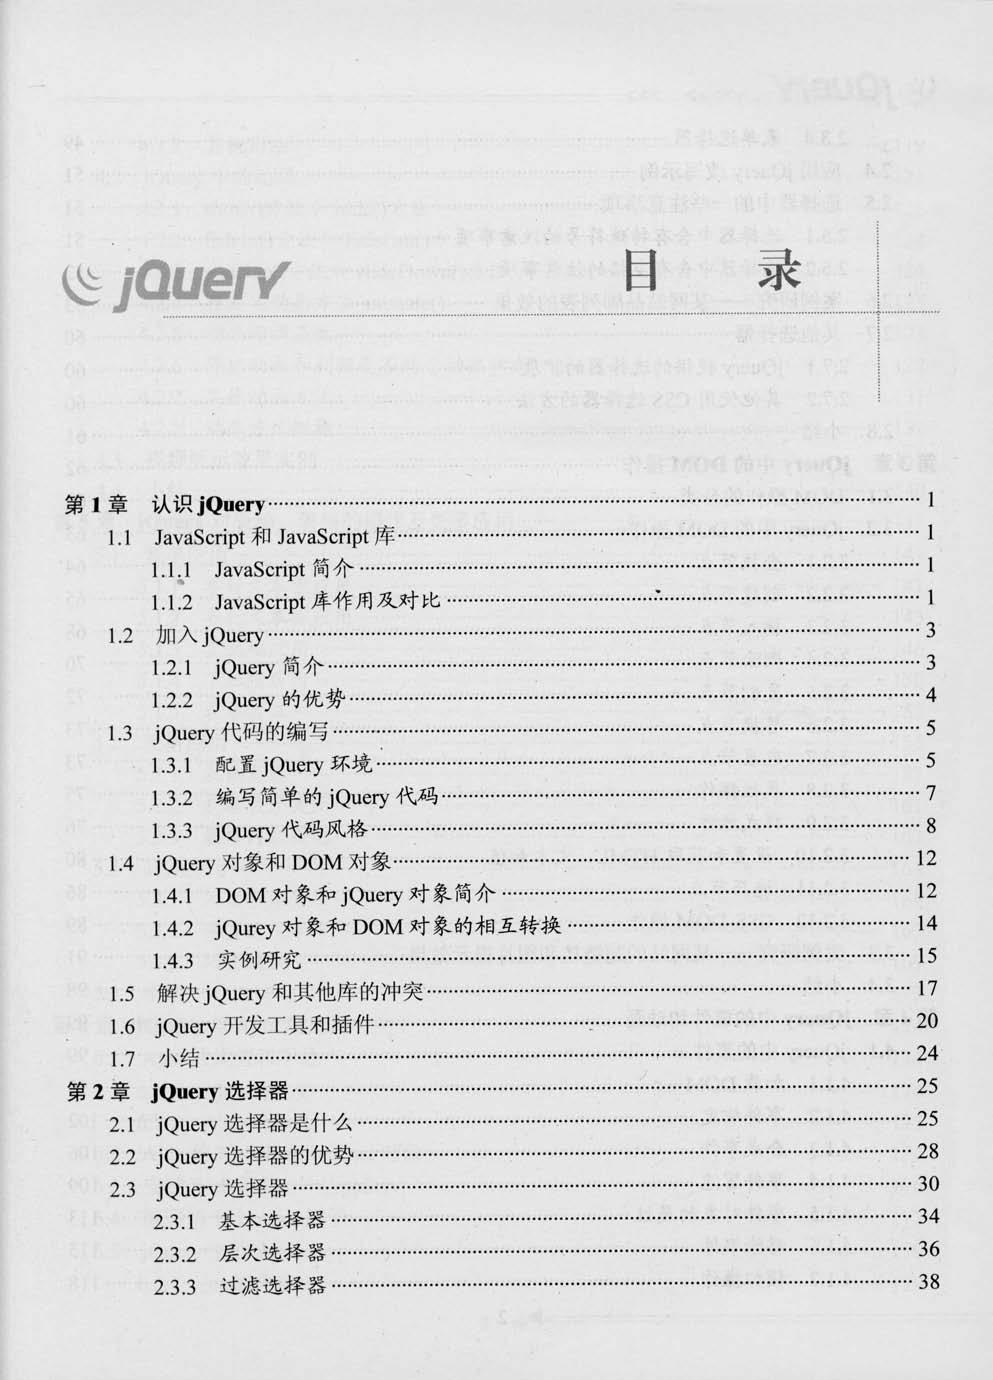 jQuery
目 录
第 1 章 认识 jQuery……1
1.1 JavaScript 和 JavaScript 库……1
1.1.1 JavaScript 简介……1
1.1.2 JavaScript 库作用及对比……1
1.2 加入 jQuery……3
1.2.1 jQuery 简介……3
1.2.2 jQuery 的优势……4
1.3 jQuery 代码的编写……5
1.3.1 配置 jQuery 环境……5
1.3.2 编写简单的 jQuery 代码……7
1.3.3 jQuery 代码风格……8
1.4 jQuery 对象和 DOM 对象……12
1.4.1 DOM 对象和 jQuery 对象简介……12
1.4.2 jQurey 对象和 DOM 对象的相互转换……14
1.4.3 实例研究……15
1.5 解决 jQuery 和其他库的冲突……17
1.6 jQuery 开发工具和插件……20
1.7 小结……24
第 2 章 jQuery 选择器……25
2.1 jQuery 选择器是什么……25
2.2 jQuery 选择器的优势……28
2.3 jQuery 选择器……30
2.3.1 基本选择器……34
2.3.2 层次选择器……36
2.3.3 过滤选择器……38